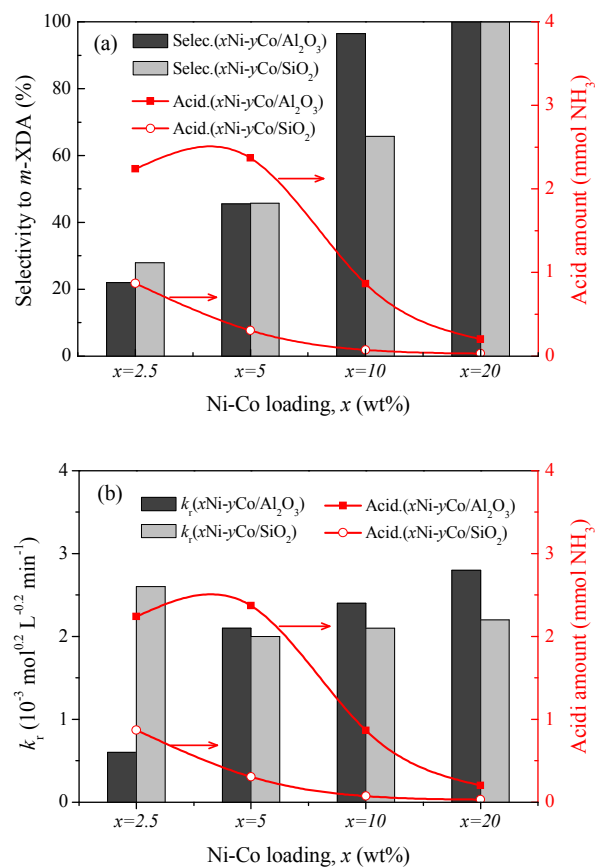 (a)
Selec.(xNi-yCo/Al₂O₃)
Selec.(xNi-yCo/SiO₂)
Acid.(xNi-yCo/Al₂O₃)
Acid.(xNi-yCo/SiO₂)
Selectivity to m-XDA (%)
100
80
60
40
20
0
4
3
2
1
0
Acid amount (mmol NH₃)
x=2.5 x=5 x=10 x=20
Ni-Co loading, x (wt%)
(b)
kᵣ(xNi-yCo/Al₂O₃) Acid.(xNi-yCo/Al₂O₃)
kᵣ(xNi-yCo/SiO₂) Acid.(xNi-yCo/SiO₂)
kᵣ (10⁻³ mol⁰·² L⁻⁰·² min⁻¹)
4
3
2
1
0
4
3
2
1
0
Acidi amount (mmol NH₃)
x=2.5 x=5 x=10 x=20
Ni-Co loading, x (wt%)